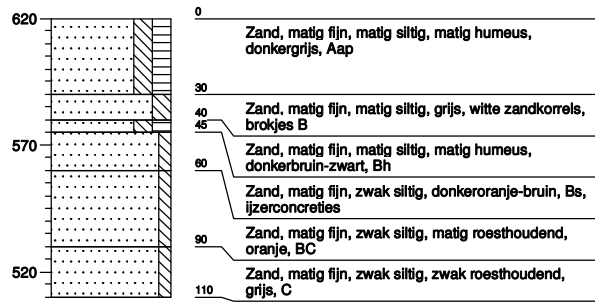 620
0
Zand, matig fijn, matig siltig, matig humeus,
donkergrijs, Aap
30
Zand, matig fijn, matig siltig, grijs, witte zandkorrels,
brokjes B
40
45
570
Zand, matig fijn, matig siltig, matig humeus,
donkerbruin-zwart, Bh
60
Zand, matig fijn, zwak siltig, donkeroranje-bruin, Bs,
ijzerconcreties
90
Zand, matig fijn, zwak siltig, matig roesthoudend,
oranje, BC
520
Zand, matig fijn, zwak siltig, zwak roesthoudend,
grijs, C
110